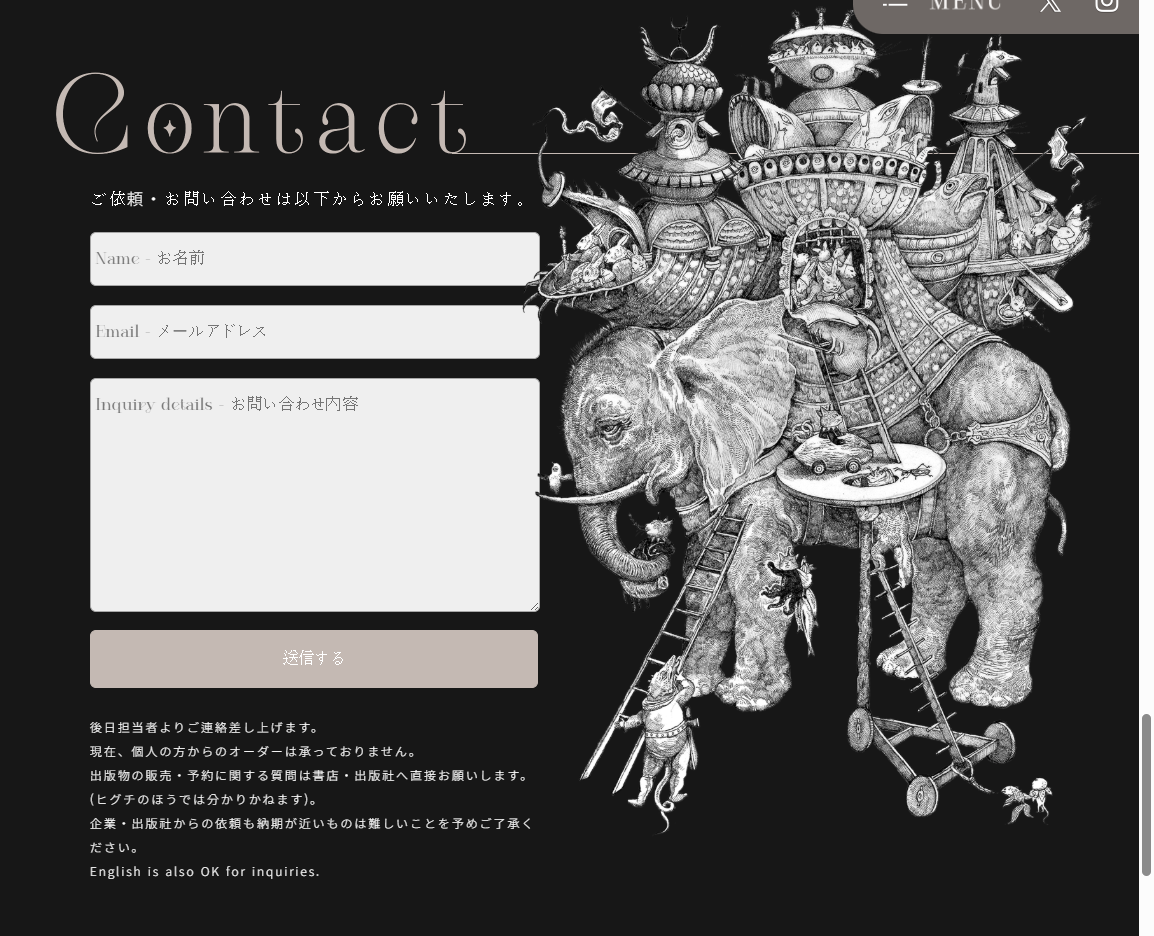 MENU
Contact
ご依頼・お問い合わせは以下からお願いいたします。
Name - お名前
Email - メールアドレス
Inquiry details - お問い合わせ内容
送信する
後日担当者よりご連絡差し上げます。
現在、個人の方からのオーダーは承っておりません。
出版物の販売・予約に関する質問は書店・出版社へ直接お願いします。
(ヒグチのほうでは分かりかねます)。
企業・出版社からの依頼も納期が近いものは難しいことを予めご了承く
ださい。
English is also OK for inquiries.